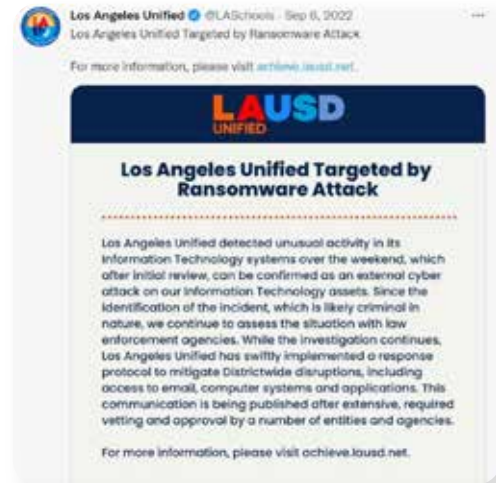 Los Angeles Unified @LASchools · Sep 6, 2022
Los Angeles Unified Targeted by Ransomware Attack
For more information, please visit achieve.lausd.net.
LAUSD
UNIFIED
Los Angeles Unified Targeted by
Ransomware Attack
Los Angeles Unified detected unusual activity in its
Information Technology systems over the weekend, which
after initial review, can be confirmed as an external cyber
attack on our Information Technology assets. Since the
identification of the incident, which is likely criminal in
nature, we continue to assess the situation with law
enforcement agencies. While the investigation continues,
Los Angeles Unified has swiftly implemented a response
protocol to mitigate Districtwide disruptions, including
access to email, computer systems and applications. This
communication is being published after extensive, required
vetting and approval by a number of entities and agencies.
For more information, please visit achieve.lausd.net.